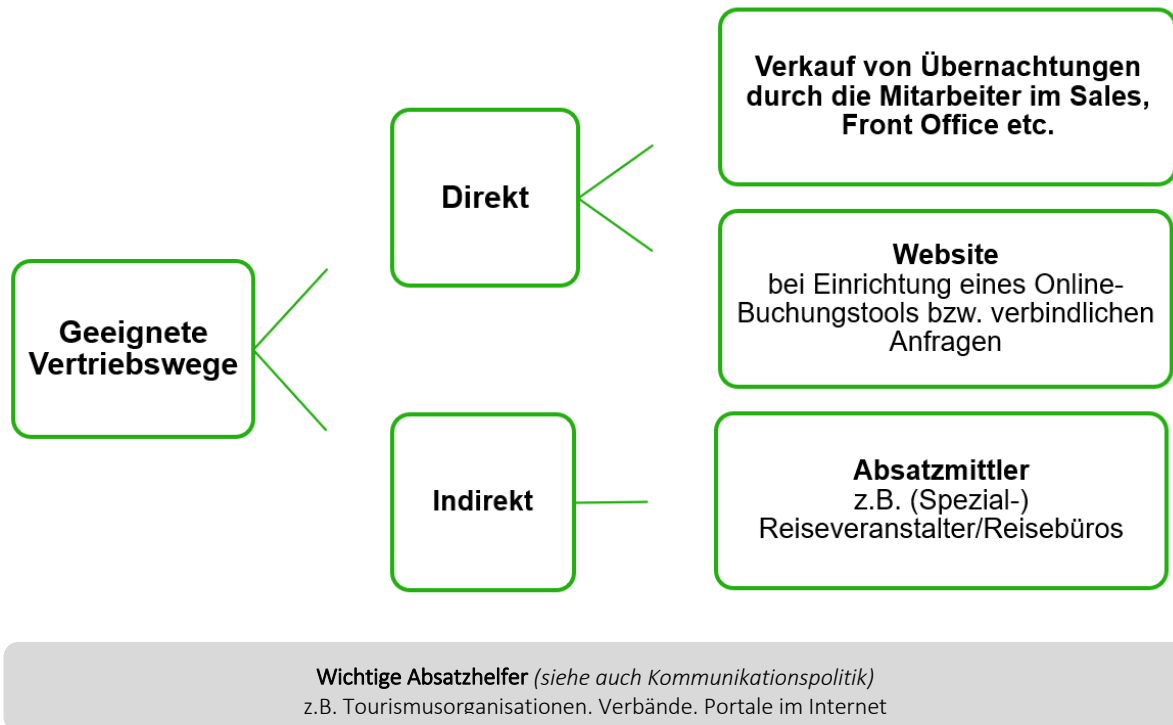 Geeignete
Vertriebswege
Direkt
Verkauf von Übernachtungen
durch die Mitarbeiter im Sales,
Front Office etc.
Website
bei Einrichtung eines Online-
Buchungstools bzw. verbindlichen
Anfragen
Indirekt
Absatzmittler
z.B. (Spezial-)
Reiseveranstalter/Reisebüros
Wichtige Absatzhelfer (siehe auch Kommunikationspolitik)
z.B. Tourismusorganisationen, Verbände, Portale im Internet